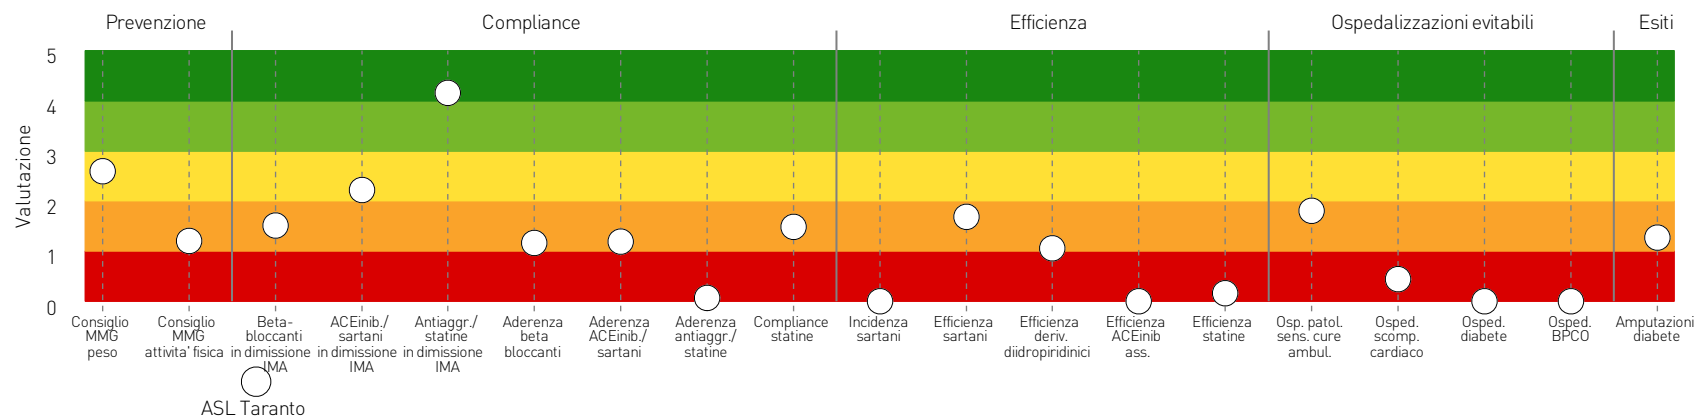 Prevenzione
Compliance
Efficienza
Ospedalizzazioni evitabili
Esiti
Valutazione
5
4
3
2
1
0
Consiglio
MMG
peso
Consiglio
MMG
attivita' fisica
Beta-
bloccanti
in dimissione
IMA
ACEinib./
sartani
in dimissione
IMA
Antiaggr./
statine
in dimissione
IMA
Aderenza
beta
bloccanti
Aderenza
ACEinib./
sartani
Aderenza
antiaggr./
statine
Compliance
statine
Incidenza
sartani
Efficienza
sartani
Efficienza
deriv.
diidropiridinici
Efficienza
ACEinib
ass.
Efficienza
statine
Osp. patol.
sens. cure
ambul.
Osped.
scomp.
cardiaco
Osped.
diabete
Osped.
BPCO
Amputazioni
diabete
ASL Taranto